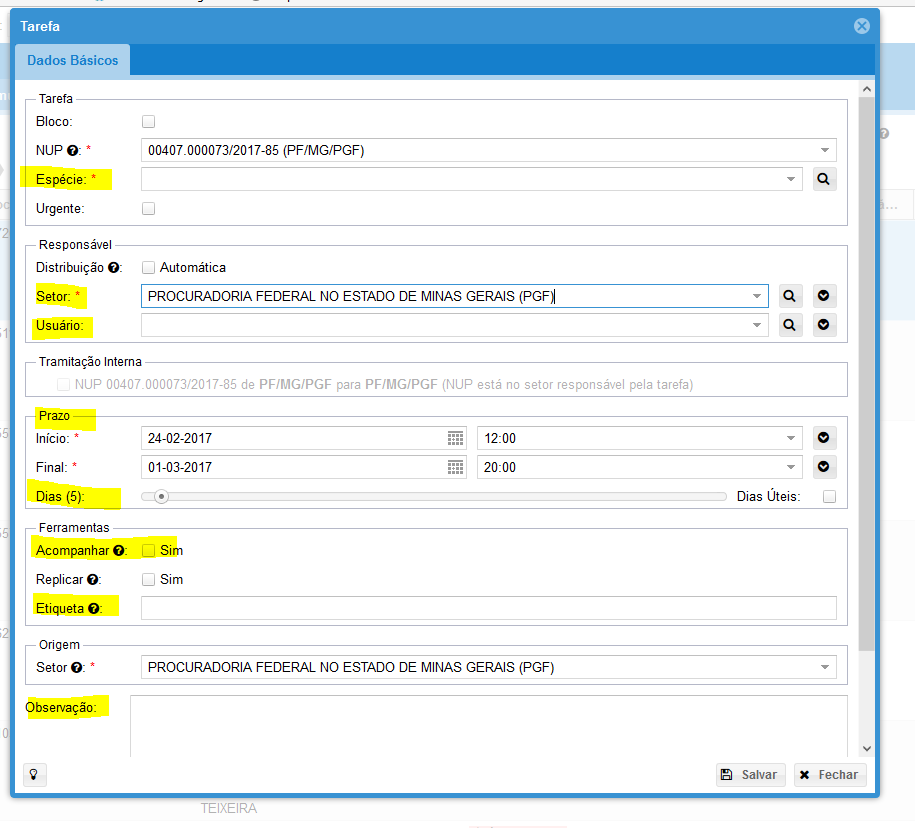 Tarefa
Dados Básicos
Tarefa
Bloco:
NUP ?: * 00407.000073/2017-85 (PF/MG/PGF)
Espécie: *
Urgente:
Responsável
Distribuição ?: Automática
Setor: * PROCURADORIA FEDERAL NO ESTADO DE MINAS GERAIS (PGF)
Usuário:
Tramitação Interna
NUP 00407.000073/2017-85 de PF/MG/PGF para PF/MG/PGF (NUP está no setor responsável pela tarefa)
Prazo
Início: * 24-02-2017 12:00
Final: * 01-03-2017 20:00
Dias (5): Dias Úteis:
Ferramentas
Acompanhar ?: Sim
Replicar ?: Sim
Etiqueta ?:
Origem
Setor ?: * PROCURADORIA FEDERAL NO ESTADO DE MINAS GERAIS (PGF)
Observação:
Salvar Fechar
TEIXEIRA